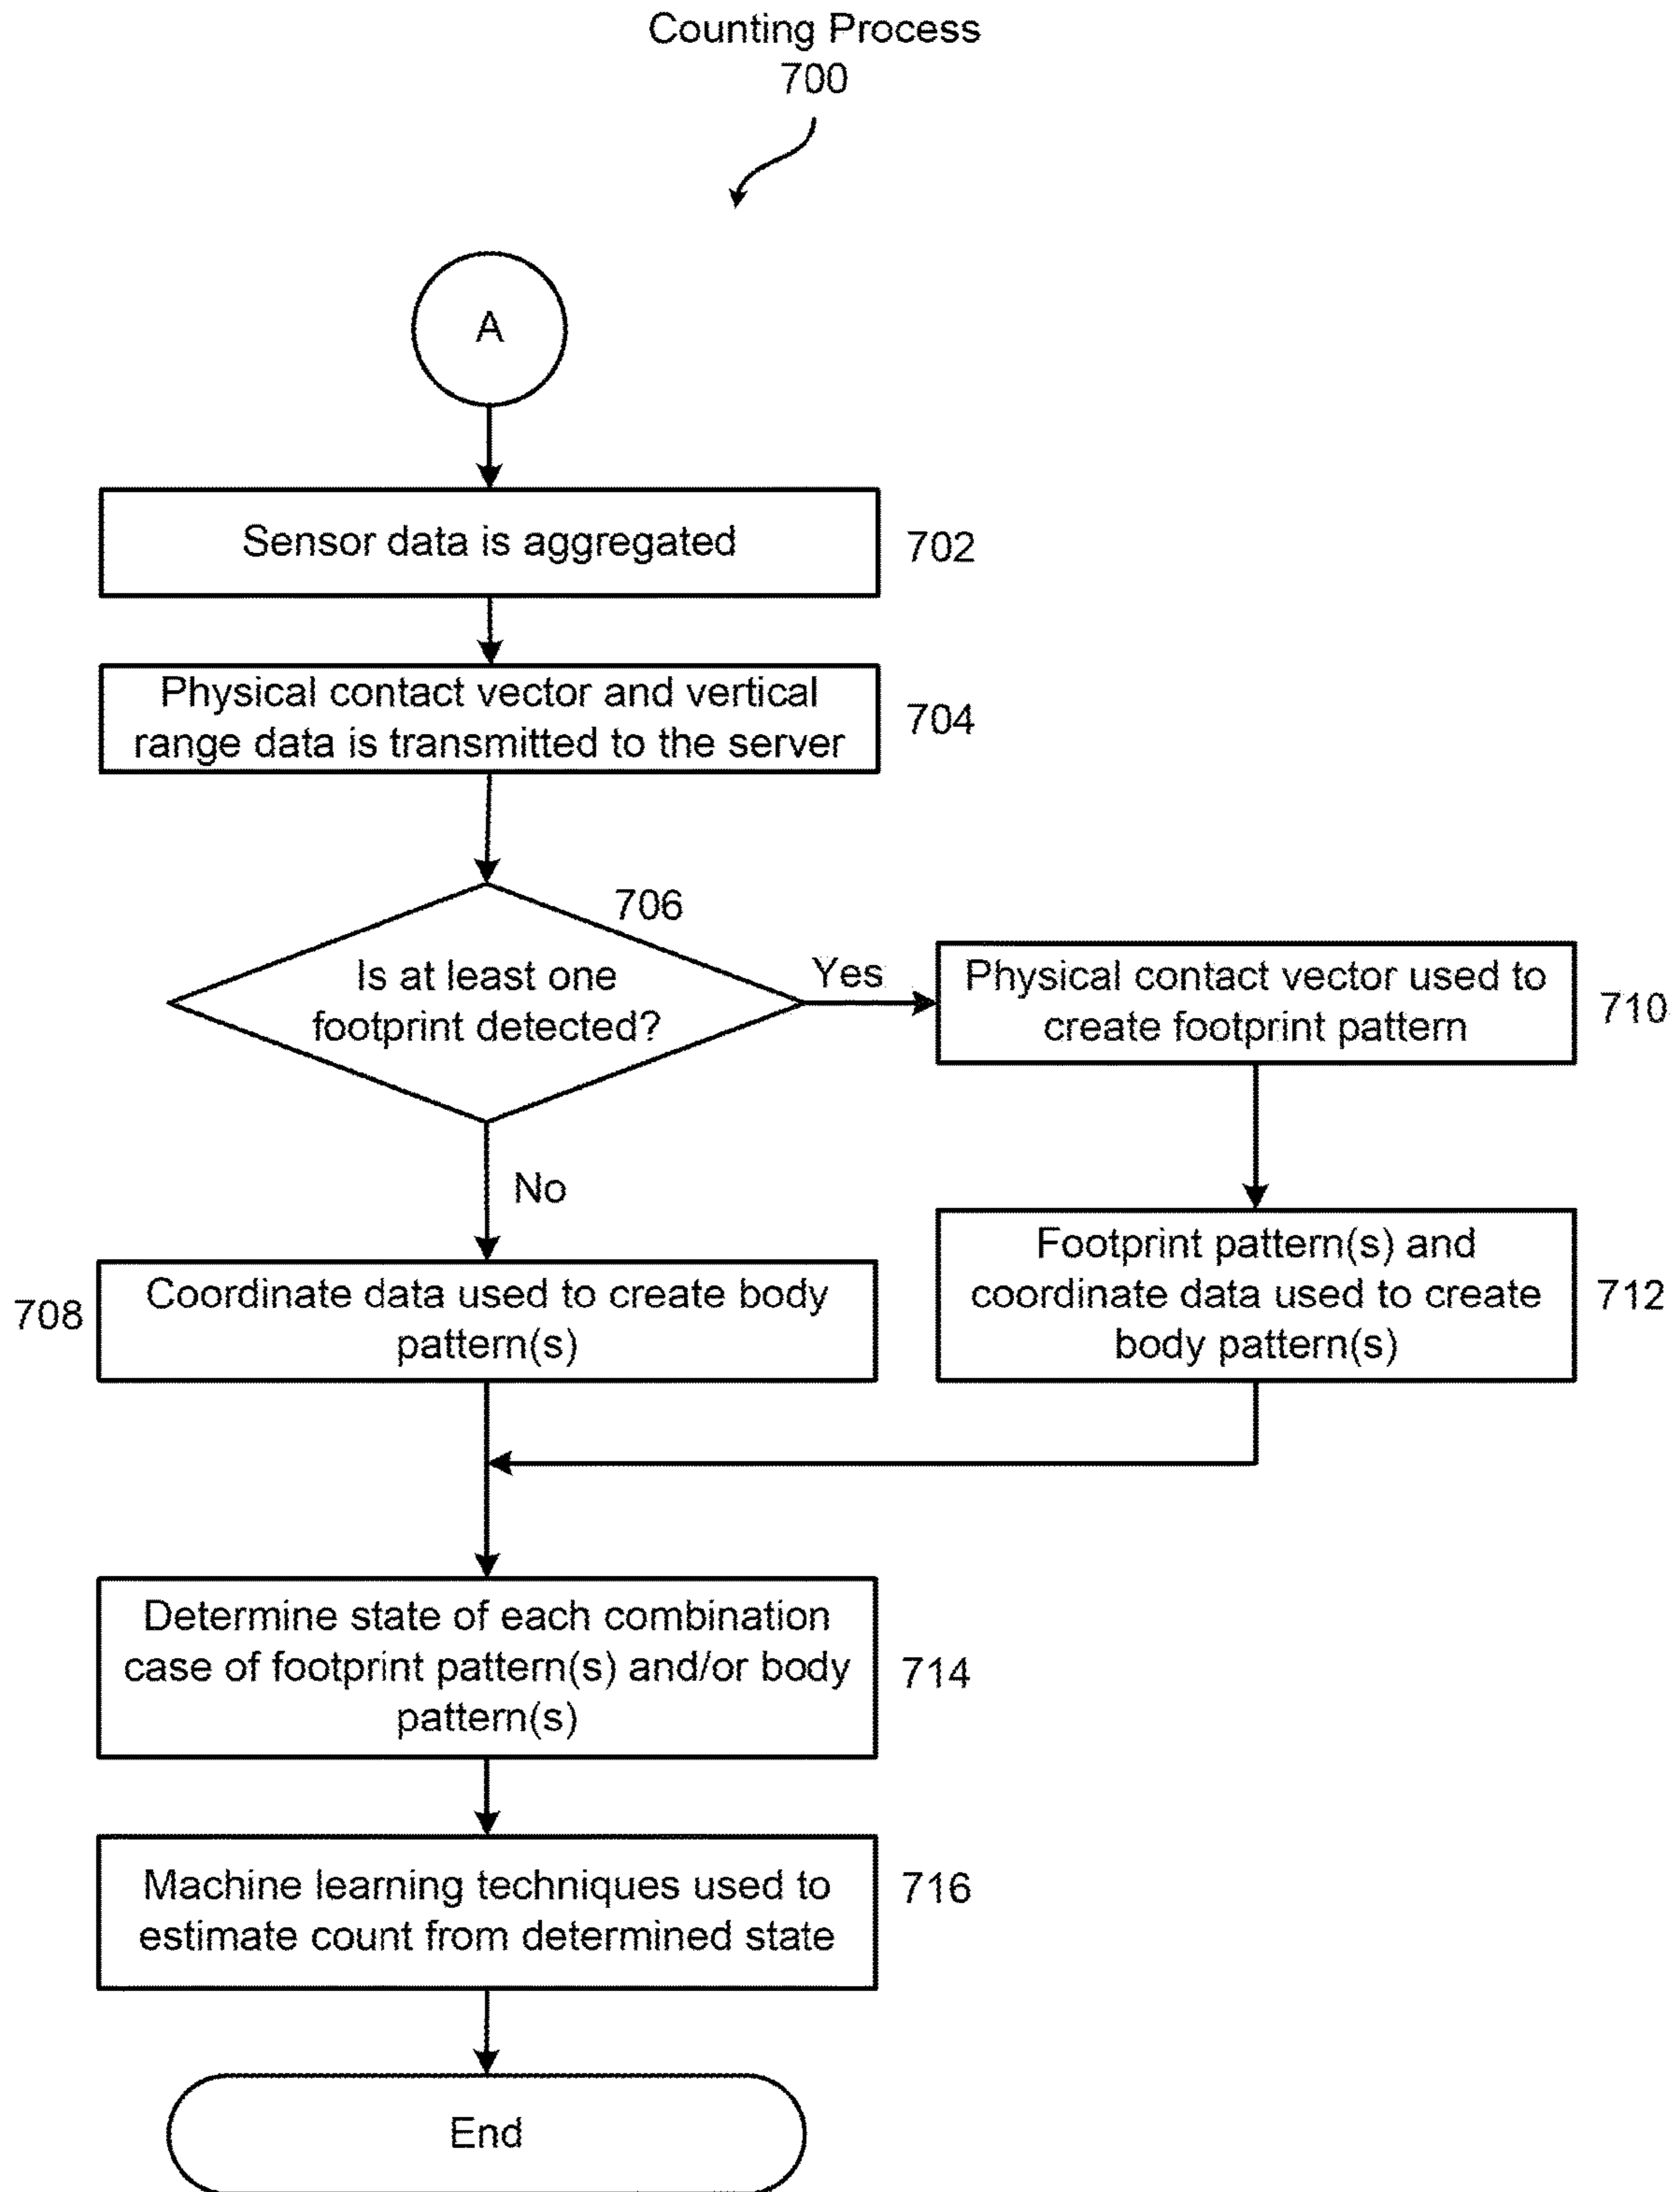 Counting Process
700
A
Sensor data is aggregated
702
Physical contact vector and vertical
range data is transmitted to the server
704
706
Is at least one
footprint detected?
Yes
Physical contact vector used to
create footprint pattern
710
No
Footprint pattern(s) and
coordinate data used to create
body pattern(s)
712
708
Coordinate data used to create body
pattern(s)
Determine state of each combination
case of footprint pattern(s) and/or body
pattern(s)
714
Machine learning techniques used to
estimate count from determined state
716
End